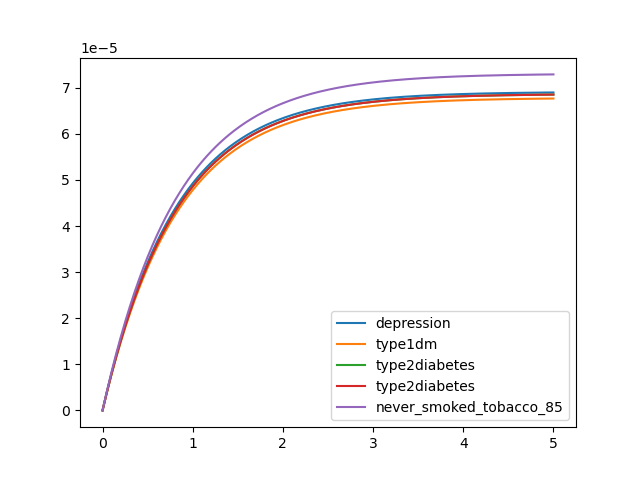 1e−5
7
6
5
4
3
2
1
0
0 1 2 3 4 5
depression
type1dm
type2diabetes
type2diabetes
never_smoked_tobacco_85